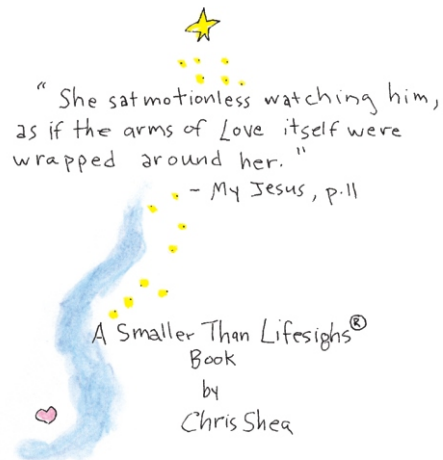 " She sat motionless watching him,
as if the arms of Love itself were
wrapped around her. "
- My Jesus, p.11
A Smaller Than Lifesighs®
Book
by
Chris Shea